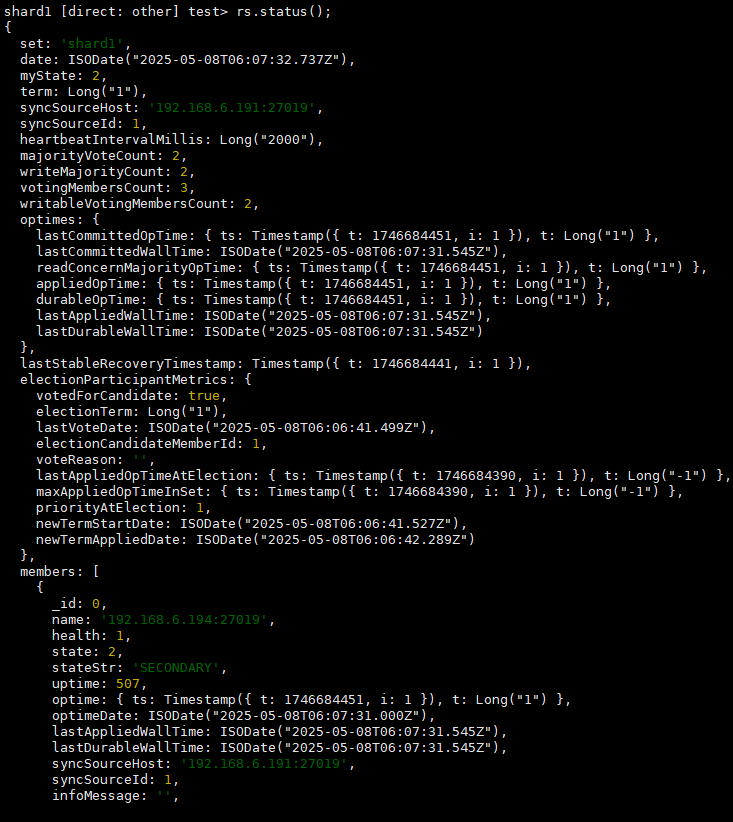 shard1 [direct: other] test> rs.status();
{
  set: 'shard1',
  date: ISODate("2025-05-08T06:07:32.737Z"),
  myState: 2,
  term: Long("1"),
  syncSourceHost: '192.168.6.191:27019',
  syncSourceId: 1,
  heartbeatIntervalMillis: Long("2000"),
  majorityVoteCount: 2,
  writeMajorityCount: 2,
  votingMembersCount: 3,
  writableVotingMembersCount: 2,
  optimes: {
    lastCommittedOpTime: { ts: Timestamp({ t: 1746684451, i: 1 }), t: Long("1") },
    lastCommittedWallTime: ISODate("2025-05-08T06:07:31.545Z"),
    readConcernMajorityOpTime: { ts: Timestamp({ t: 1746684451, i: 1 }), t: Long("1") },
    appliedOpTime: { ts: Timestamp({ t: 1746684451, i: 1 }), t: Long("1") },
    durableOpTime: { ts: Timestamp({ t: 1746684451, i: 1 }), t: Long("1") },
    lastAppliedWallTime: ISODate("2025-05-08T06:07:31.545Z"),
    lastDurableWallTime: ISODate("2025-05-08T06:07:31.545Z")
  },
  lastStableRecoveryTimestamp: Timestamp({ t: 1746684441, i: 1 }),
  electionParticipantMetrics: {
    votedForCandidate: true,
    electionTerm: Long("1"),
    lastVoteDate: ISODate("2025-05-08T06:06:41.499Z"),
    electionCandidateMemberId: 1,
    voteReason: '',
    lastAppliedOpTimeAtElection: { ts: Timestamp({ t: 1746684390, i: 1 }), t: Long("-1") },
    maxAppliedOpTimeInSet: { ts: Timestamp({ t: 1746684390, i: 1 }), t: Long("-1") },
    priorityAtElection: 1,
    newTermStartDate: ISODate("2025-05-08T06:06:41.527Z"),
    newTermAppliedDate: ISODate("2025-05-08T06:06:42.289Z")
  },
  members: [
    {
      _id: 0,
      name: '192.168.6.194:27019',
      health: 1,
      state: 2,
      stateStr: 'SECONDARY',
      uptime: 507,
      optime: { ts: Timestamp({ t: 1746684451, i: 1 }), t: Long("1") },
      optimeDate: ISODate("2025-05-08T06:07:31.000Z"),
      lastAppliedWallTime: ISODate("2025-05-08T06:07:31.545Z"),
      lastDurableWallTime: ISODate("2025-05-08T06:07:31.545Z"),
      syncSourceHost: '192.168.6.191:27019',
      syncSourceId: 1,
      infoMessage: '',